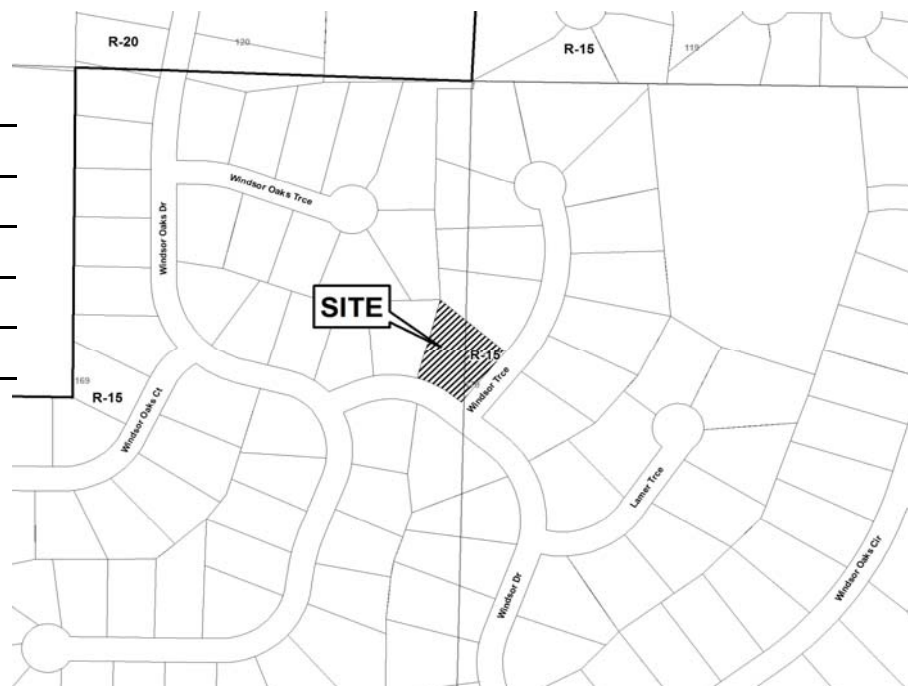 R-20
120
R-15
119
Windsor Oaks Trce
Windsor Oaks Dr
SITE
R-15
169
R-15
Windsor Trce
Windsor Oaks Ct
Lamer Trce
Windsor Oaks Cir
Windsor Dr